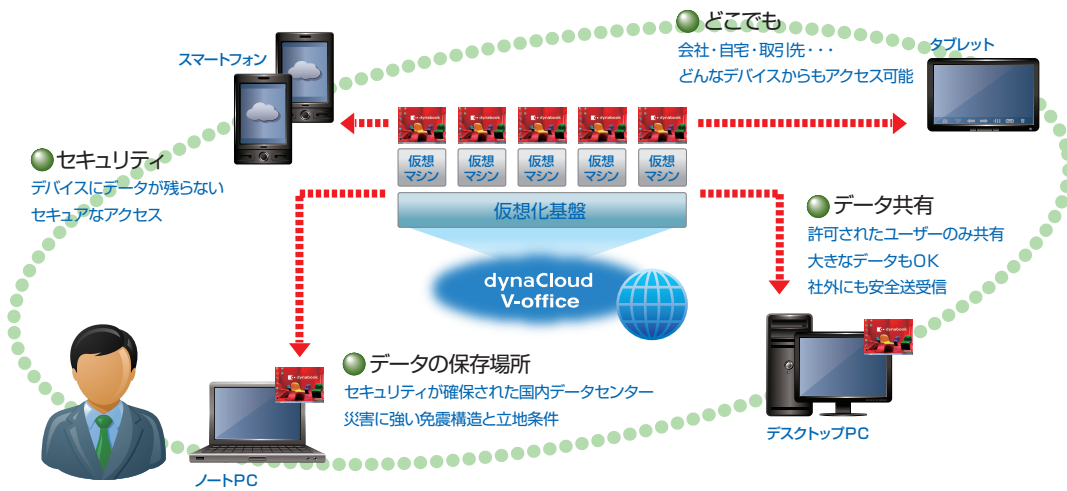 どこでも
会社・自宅・取引先・・・
どんなデバイスからもアクセス可能
スマートフォン
タブレット
dynabook
dynabook
dynabook
dynabook
dynabook
仮想
マシン
仮想
マシン
仮想
マシン
仮想
マシン
仮想
マシン
仮想化基盤
セキュリティ
デバイスにデータが残らない
セキュアなアクセス
データ共有
許可されたユーザーのみ共有
大きなデータもOK
社外にも安全送受信
dynaCloud
V-office
データの保存場所
セキュリティが確保された国内データセンター
災害に強い免震構造と立地条件
dynabook
dynabook
デスクトップPC
ノートPC